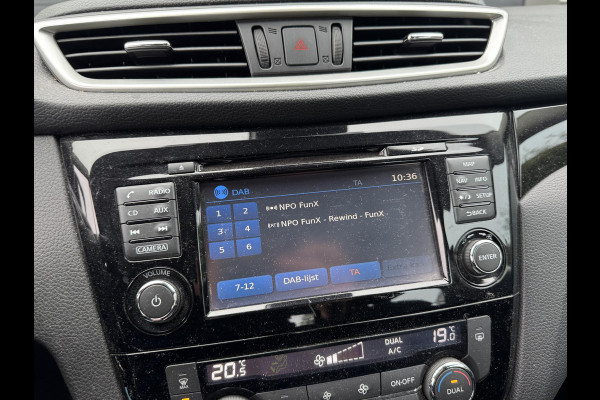 MAP
RADIO
DAB TA 10:36
NAVI INFO
CD AUX
1 2 NPO FunX
3 4 NPO FunX - Rewind - FunX
5 6
SETUP
BACK
CAMERA
VOLUME
ENTER
7-12 DAB-lijst TA
DUAL
A/C
20.5 °C
19.0 °C
ON·OFF
MAX
DUAL